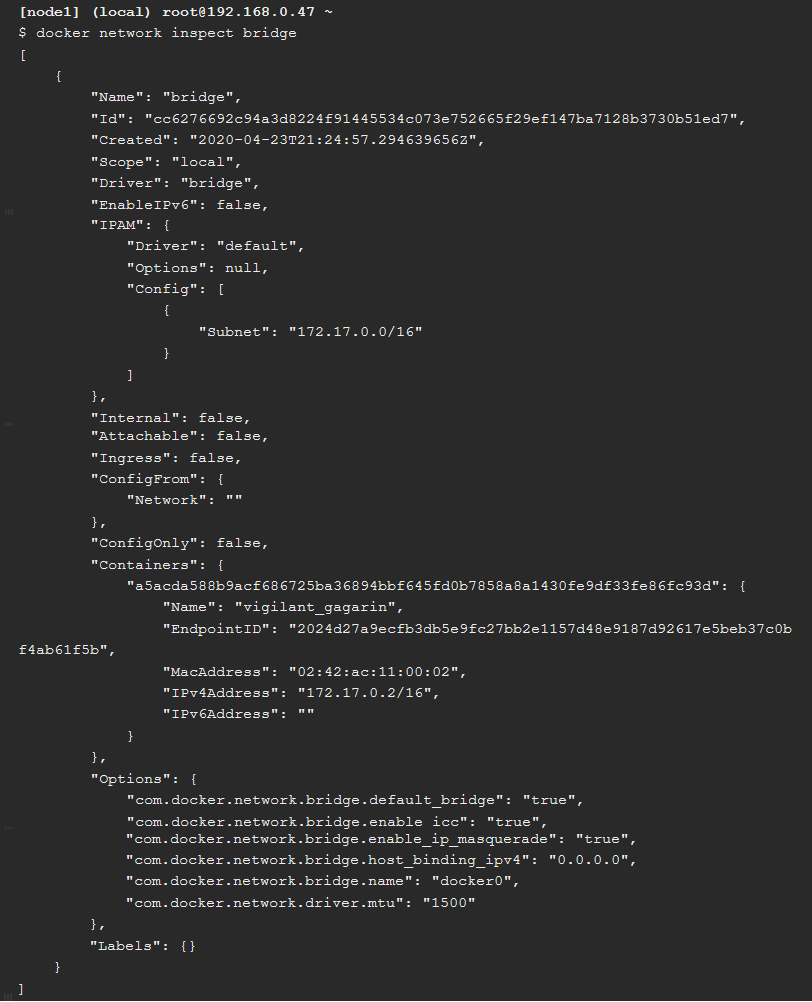 [node1] (local) root@192.168.0.47 ~
$ docker network inspect bridge
[
    {
        "Name": "bridge",
        "Id": "cc6276692c94a3d8224f91445534c073e752665f29ef147ba7128b3730b51ed7",
        "Created": "2020-04-23T21:24:57.294639656Z",
        "Scope": "local",
        "Driver": "bridge",
        "EnableIPv6": false,
        "IPAM": {
            "Driver": "default",
            "Options": null,
            "Config": [
                {
                    "Subnet": "172.17.0.0/16"
                }
            ]
        },
        "Internal": false,
        "Attachable": false,
        "Ingress": false,
        "ConfigFrom": {
            "Network": ""
        },
        "ConfigOnly": false,
        "Containers": {
            "a5acda588b9acf686725ba36894bbf645fd0b7858a8a1430fe9df33fe86fc93d": {
                "Name": "vigilant_gagarin",
                "EndpointID": "2024d27a9ecfb3db5e9fc27bb2e1157d48e9187d92617e5beb37c0b
f4ab61f5b",
                "MacAddress": "02:42:ac:11:00:02",
                "IPv4Address": "172.17.0.2/16",
                "IPv6Address": ""
            }
        },
        "Options": {
            "com.docker.network.bridge.default_bridge": "true",
            "com.docker.network.bridge.enable_icc": "true",
            "com.docker.network.bridge.enable_ip_masquerade": "true",
            "com.docker.network.bridge.host_binding_ipv4": "0.0.0.0",
            "com.docker.network.bridge.name": "docker0",
            "com.docker.network.driver.mtu": "1500"
        },
        "Labels": {}
    }
]